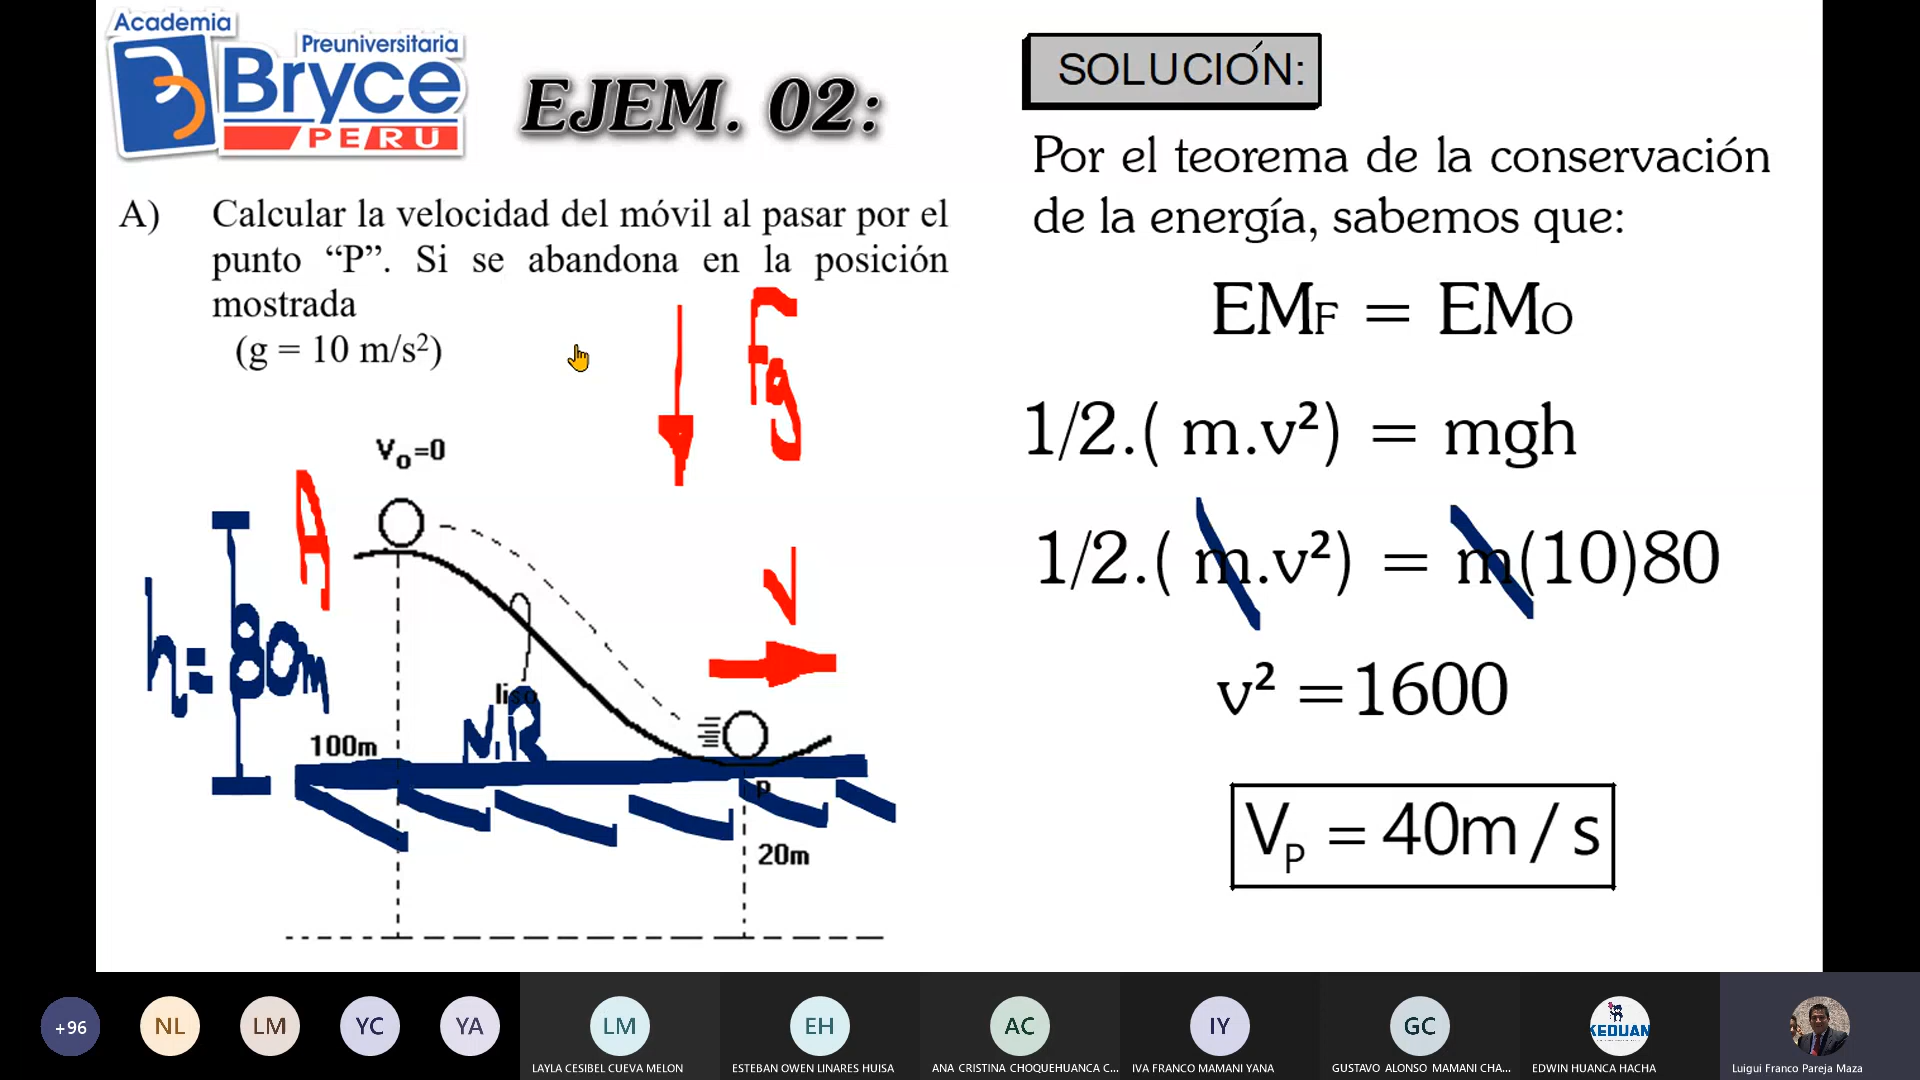 Academia
Preuniversitaria
Bryce
PERÚ
EJEM. 02:
A) Calcular la velocidad del móvil al pasar por el
punto “P”. Si se abandona en la posición
mostrada
(g = 10 m/s²)
Fg
V₀=0
A
h = 80m
V
liso
N.R
100m
P
20m
SOLUCIÓN:
Por el teorema de la conservación
de la energía, sabemos que:
EMF = EMO
1/2.( m.v²) = mgh
1/2.( m.v²) = m(10)80
v² =1600
VP = 40m/s
+96
NL
LM
YC
YA
LM
EH
AC
IY
GC
KEDUAN
LAYLA CESIBEL CUEVA MELON
ESTEBAN OWEN LINARES HUISA
ANA CRISTINA CHOQUEHUANCA C...
IVA FRANCO MAMANI YANA
GUSTAVO ALONSO MAMANI CHA...
EDWIN HUANCA HACHA
Luigui Franco Pareja Maza